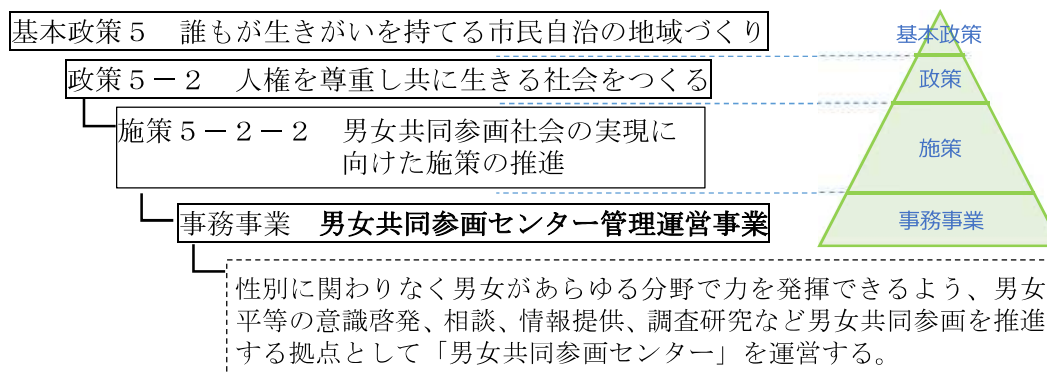 基本政策５　誰もが生きがいを持てる市民自治の地域づくり
政策５－２　人権を尊重し共に生きる社会をつくる
施策５－２－２　男女共同参画社会の実現に
向けた施策の推進
事務事業　男女共同参画センター管理運営事業
性別に関わりなく男女があらゆる分野で力を発揮できるよう、男女
平等の意識啓発、相談、情報提供、調査研究など男女共同参画を推進
する拠点として「男女共同参画センター」を運営する。
基本政策
政策
施策
事務事業